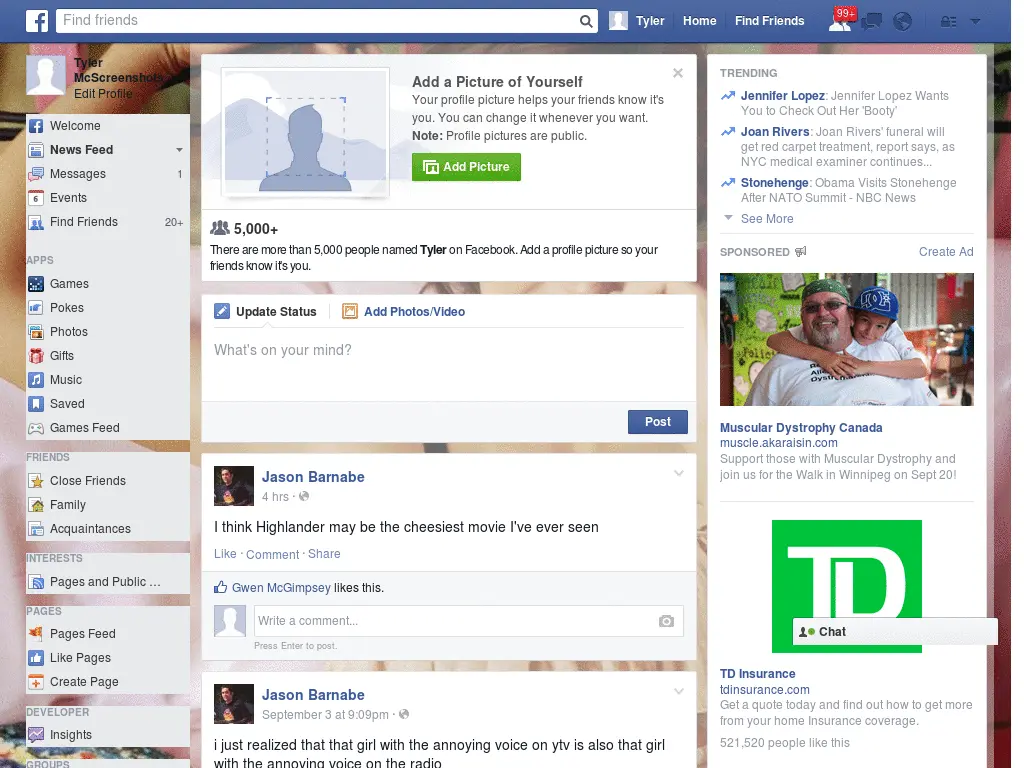 Find friends
Tyler
Home
Find Friends
99+
Tyler
McScreenshots
Edit Profile
Welcome
News Feed
Messages 1
6 Events
Find Friends 20+
APPS
Games
Pokes
Photos
Gifts
Music
Saved
Games Feed
FRIENDS
Close Friends
Family
Acquaintances
INTERESTS
Pages and Public ...
PAGES
Pages Feed
Like Pages
Create Page
DEVELOPER
Insights
GROUPS
Add a Picture of Yourself
Your profile picture helps your friends know it's
you. You can change it whenever you want.
Note: Profile pictures are public.
Add Picture
5,000+
There are more than 5,000 people named Tyler on Facebook. Add a profile picture so your
friends know it's you.
Update Status
Add Photos/Video
What's on your mind?
Post
Jason Barnabe
4 hrs ·
I think Highlander may be the cheesiest movie I've ever seen
Like · Comment · Share
Gwen McGimpsey likes this.
Write a comment...
Press Enter to post.
Jason Barnabe
September 3 at 9:09pm ·
i just realized that that girl with the annoying voice on ytv is also that girl
with the annoying voice on the radio
TRENDING
Jennifer Lopez: Jennifer Lopez Wants
You to Check Out Her 'Booty'
Joan Rivers: Joan Rivers' funeral will
get red carpet treatment, report says, as
NYC medical examiner continues...
Stonehenge: Obama Visits Stonehenge
After NATO Summit - NBC News
See More
SPONSORED
Create Ad
Muscular Dystrophy Canada
muscle.akaraisin.com
Support those with Muscular Dystrophy and
join us for the Walk in Winnipeg on Sept 20!
TD
Chat
TD Insurance
tdinsurance.com
Get a quote today and find out how to get more
from your home Insurance coverage.
521,520 people like this